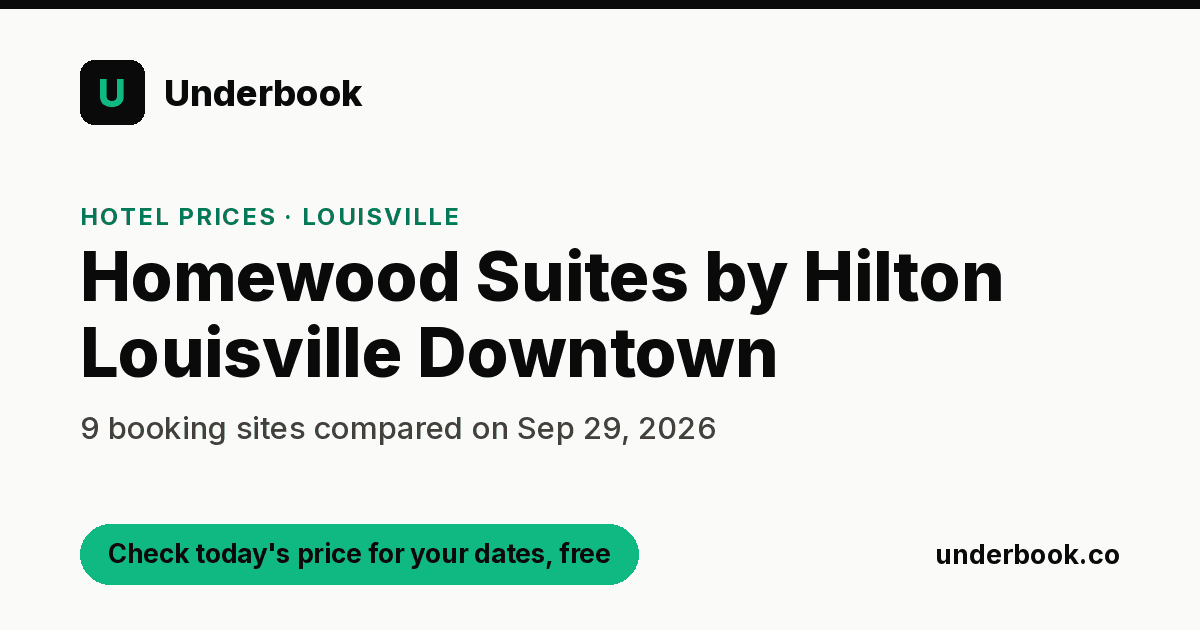 U
Underbook
HOTEL PRICES · LOUISVILLE
Homewood Suites by Hilton
Louisville Downtown
9 booking sites compared on Sep 29, 2026
Check today's price for your dates, free
underbook.co